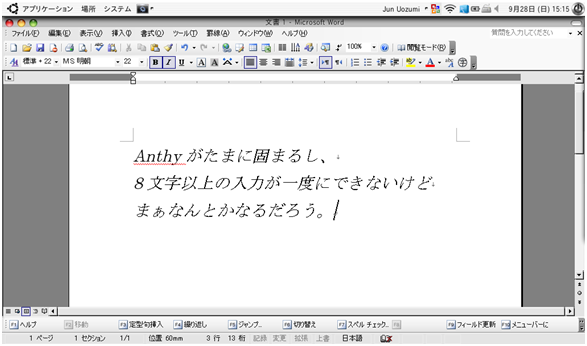 アプリケーション 場所 システム Jun Uozumi 9月28日 (日) 15:15
文書 1 - Microsoft Word
ファイル(F) 編集(E) 表示(V) 挿入(I) 書式(O) ツール(T) 罫線(A) ウィンドウ(W) ヘルプ(H) 質問を入力してください
100% 閲覧モード(R)
標準 + 22 MS 明朝 22 B I U A A
Anthy がたまに固まるし、
8 文字以上の入力が一度にできないけど
まぁなんとかなるだろう。
F1 ヘルプ F2 移動 F3 定型句挿入 F4 繰り返し F5 ジャンプ... F6 切り替え F7 スペル チェック... F8 F9 フィールド更新 F10 メニューバーに
1 ページ 1 セクション 1/1 位置 60mm 3 行 13 桁 記録 変更 拡張 上書 日本語